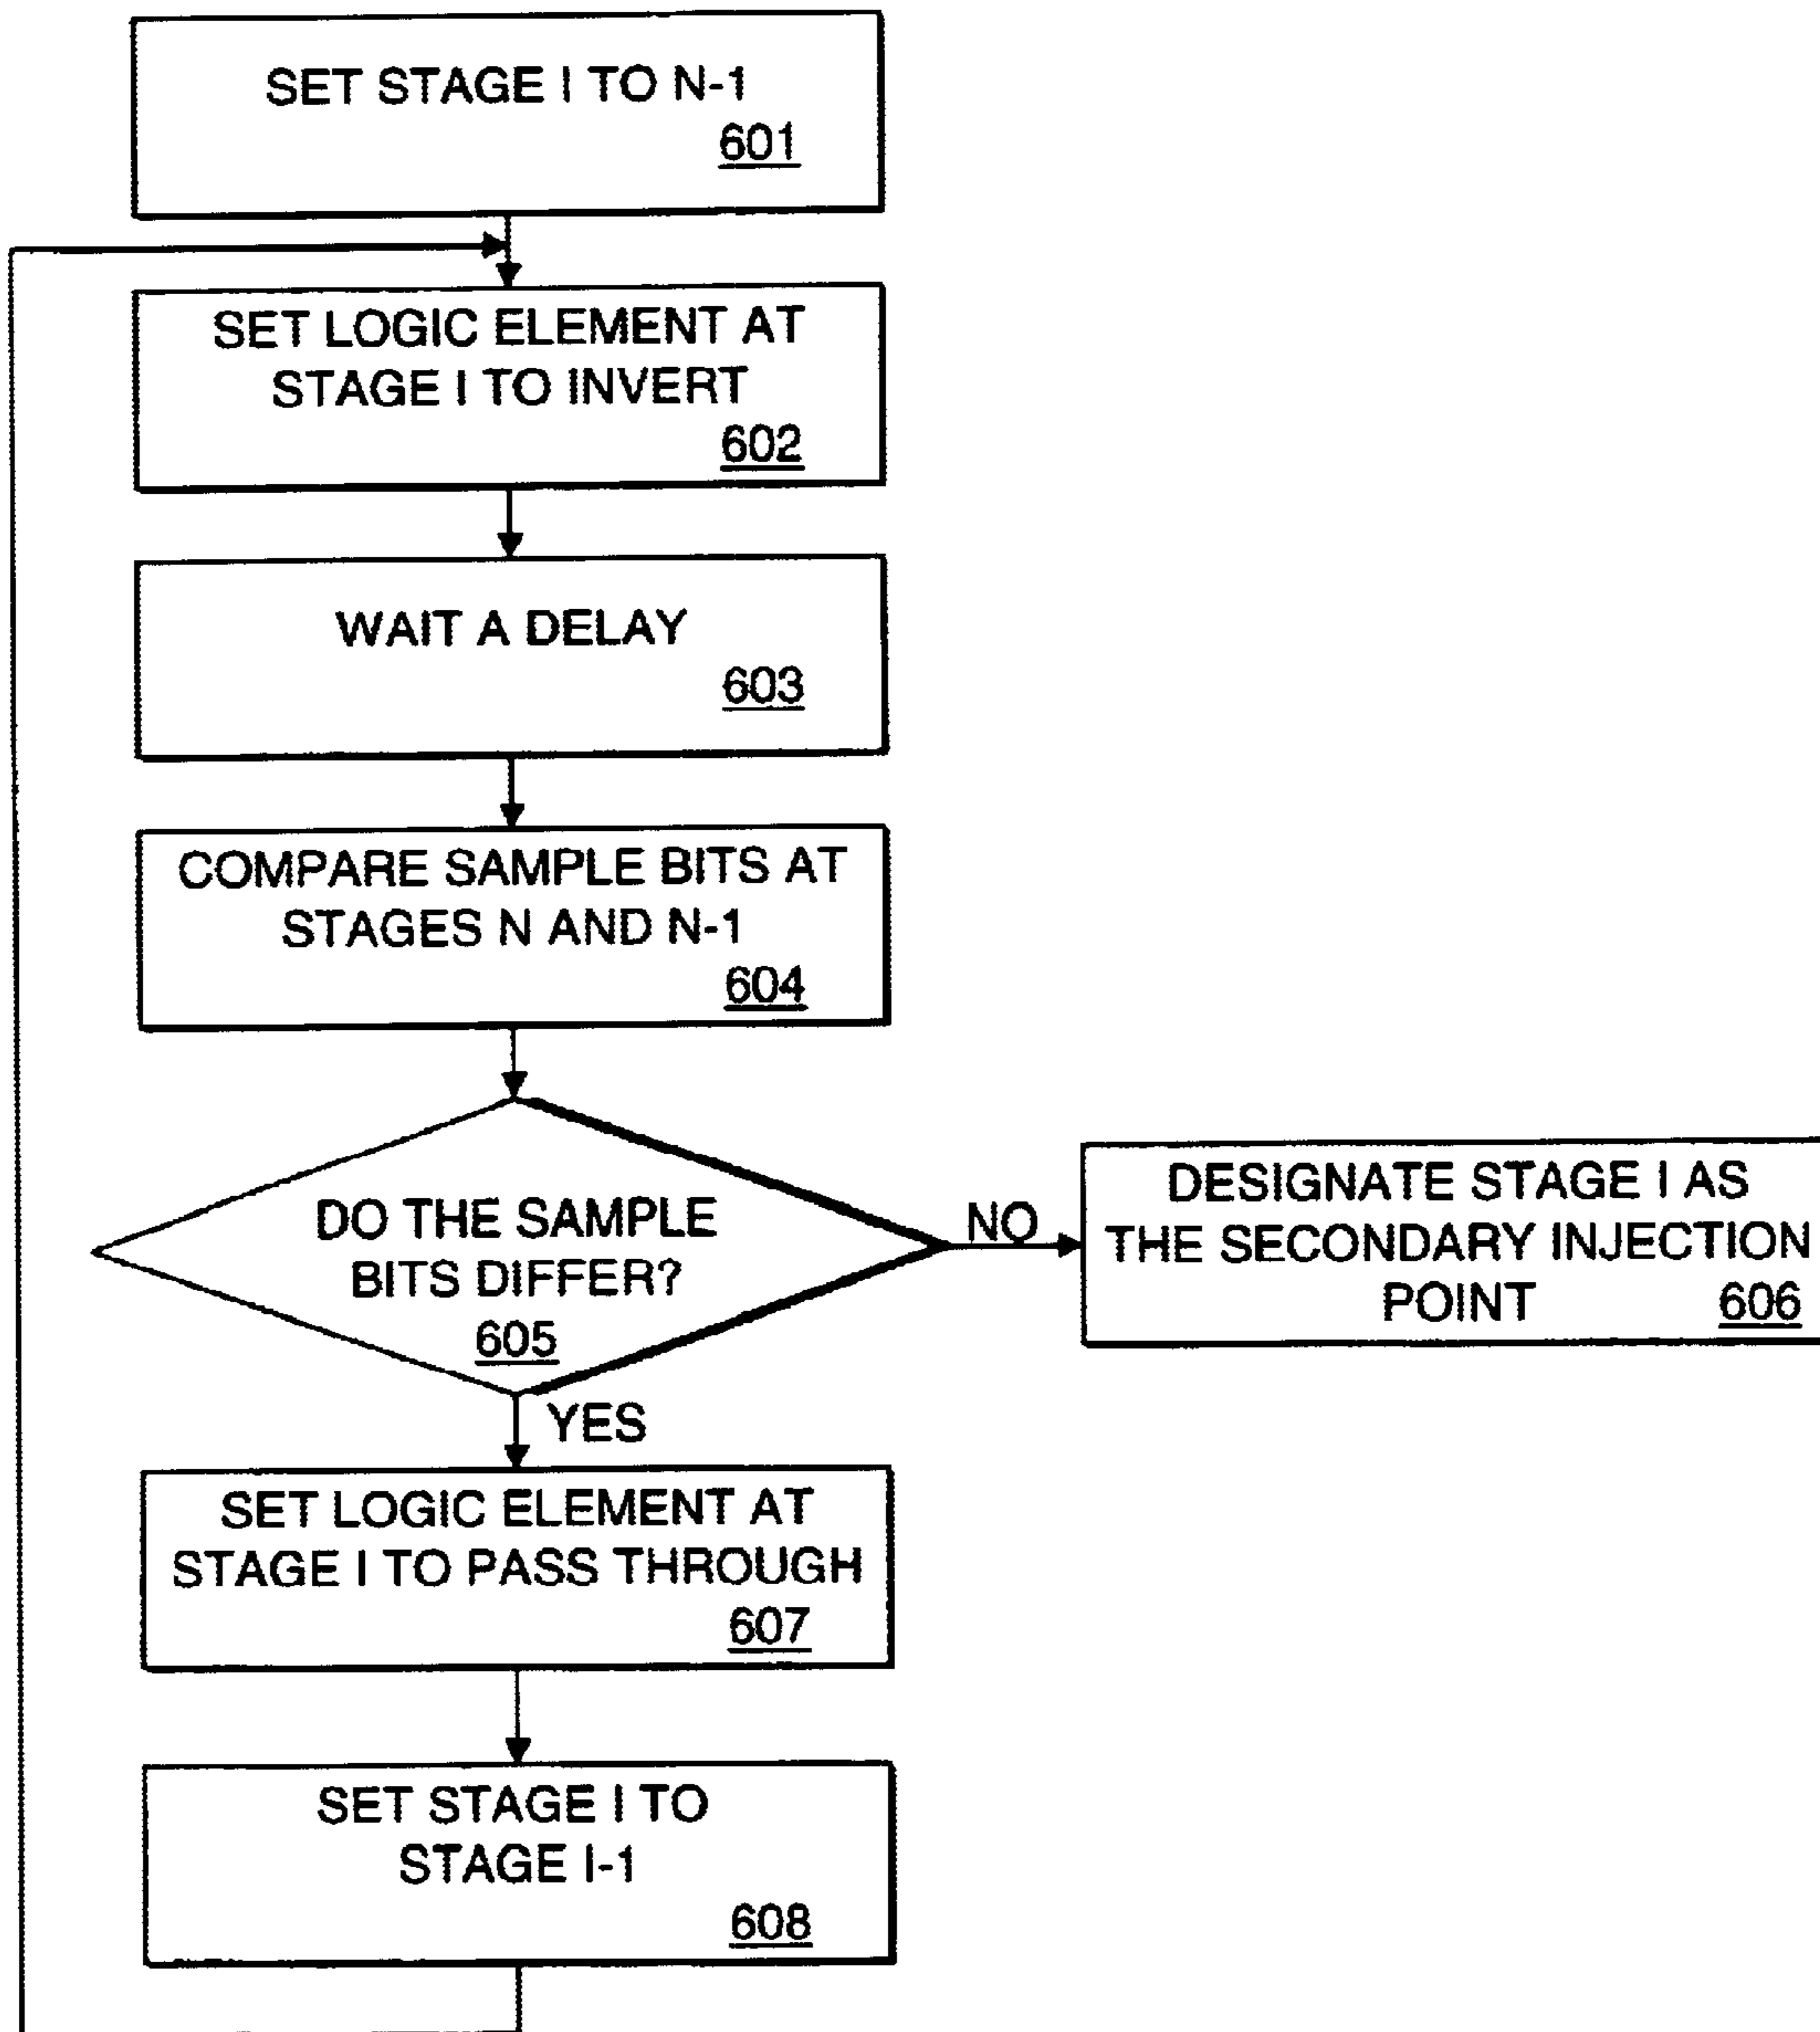 SET STAGE I TO N-1
601
SET LOGIC ELEMENT AT
STAGE I TO INVERT
602
WAIT A DELAY
603
COMPARE SAMPLE BITS AT
STAGES N AND N-1
604
DO THE SAMPLE
BITS DIFFER?
605
NO
DESIGNATE STAGE I AS
THE SECONDARY INJECTION
POINT 606
YES
SET LOGIC ELEMENT AT
STAGE I TO PASS THROUGH
607
SET STAGE I TO
STAGE I-1
608